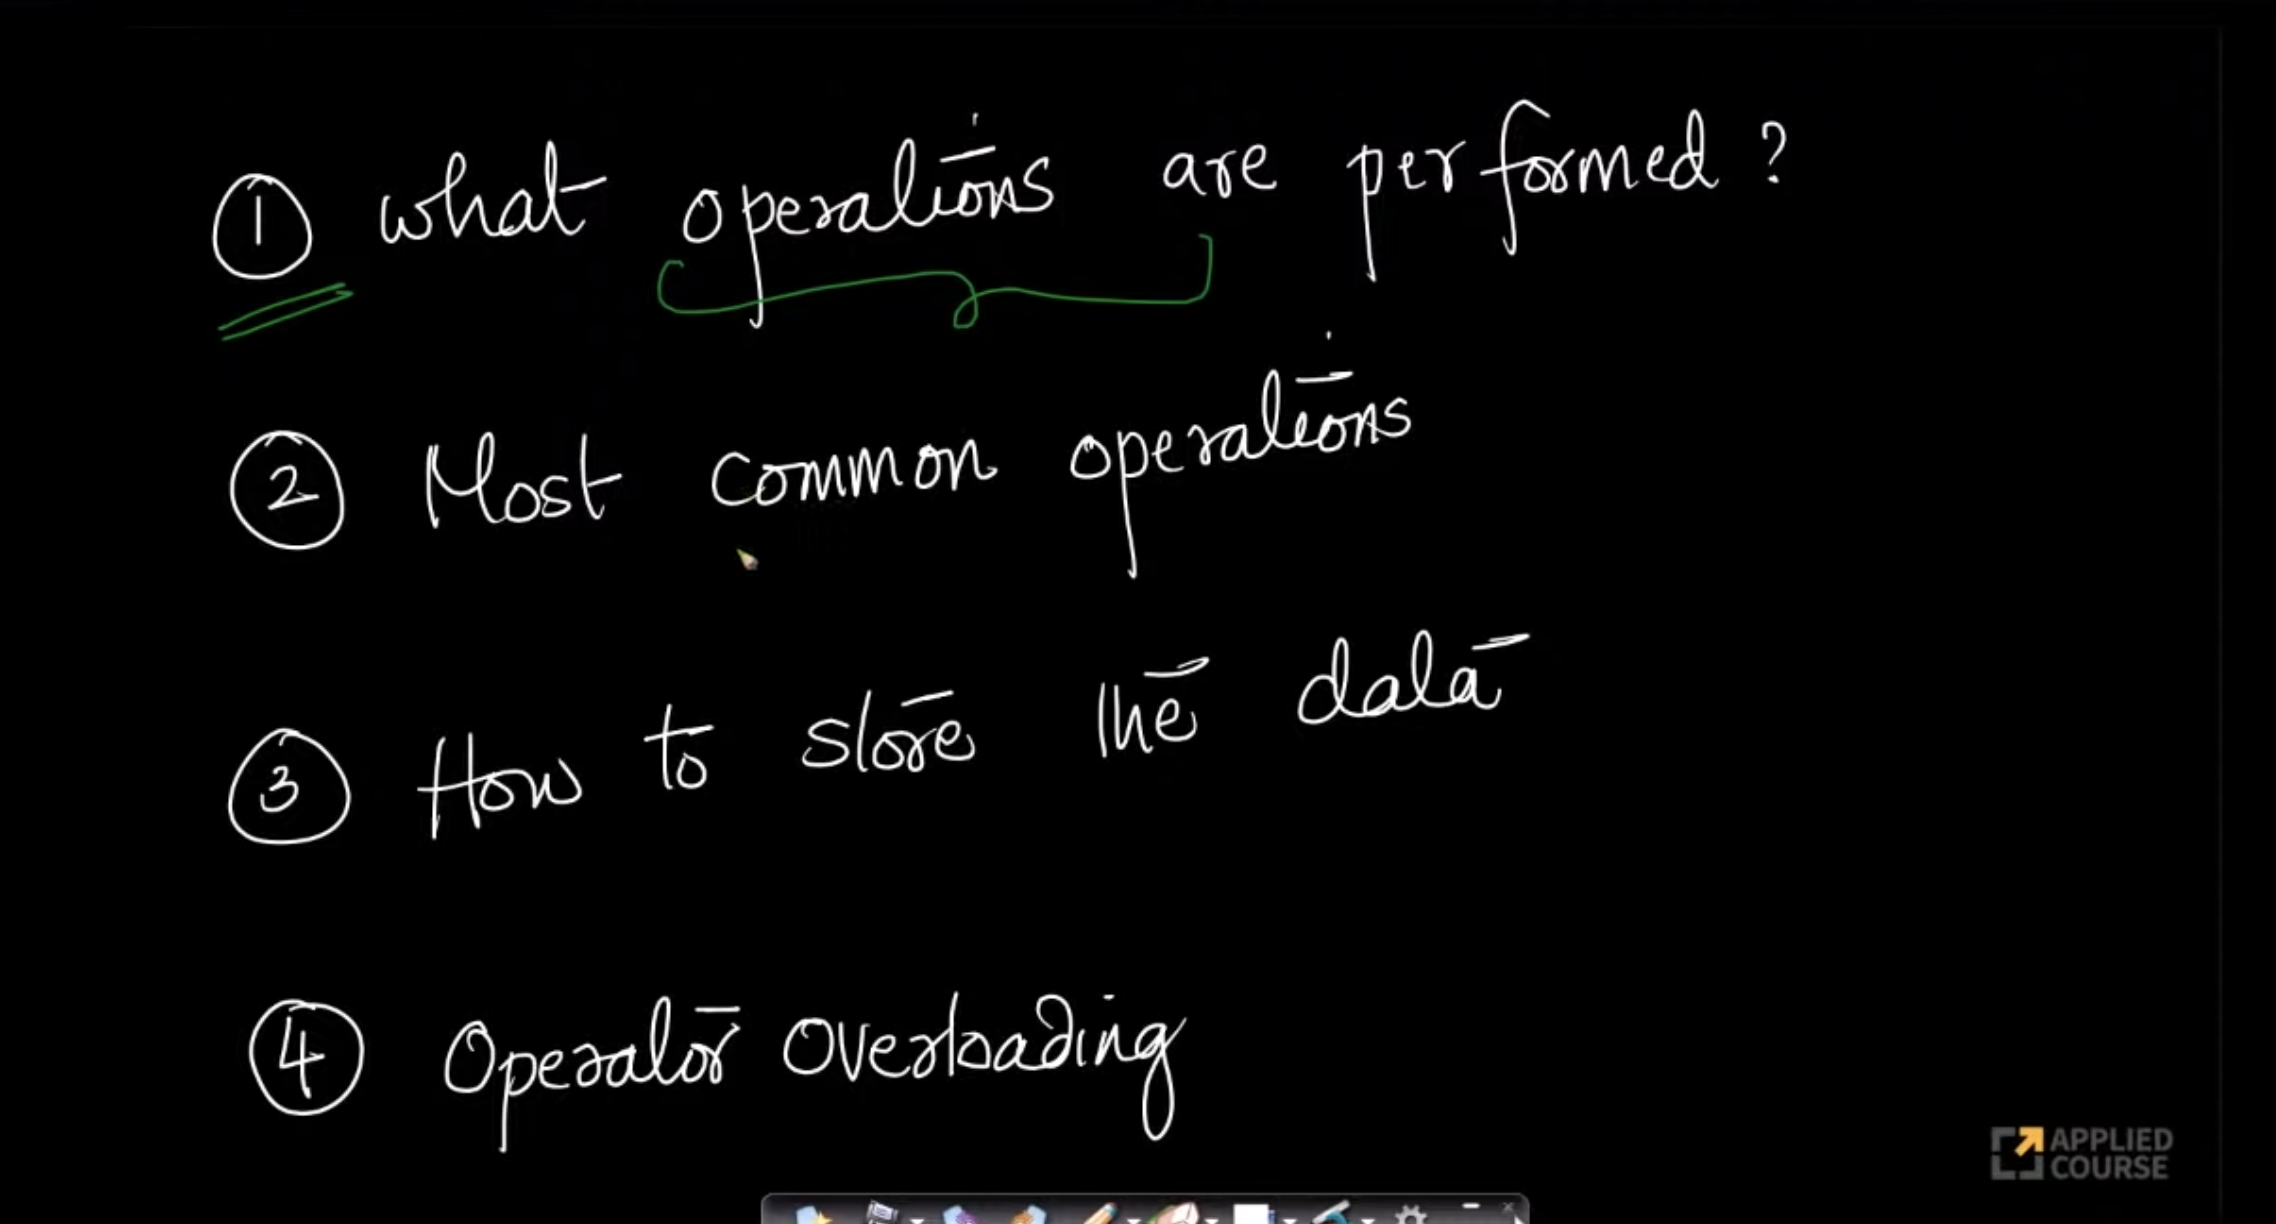 ① what operations are performed?
② Most common operations
③ How to store the data
④ Operator overloading
APPLIED
COURSE